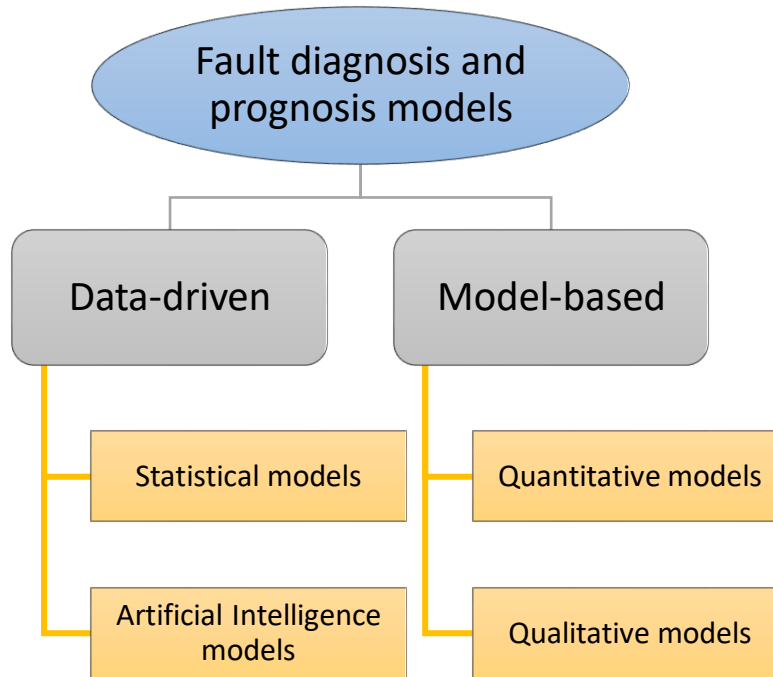 Fault diagnosis and
prognosis models
Data-driven
Model-based
Statistical models
Quantitative models
Artificial Intelligence
models
Qualitative models